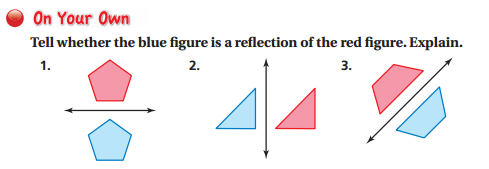 On Your Own
Tell whether the blue figure is a reflection of the red figure. Explain.
1. 2. 3.